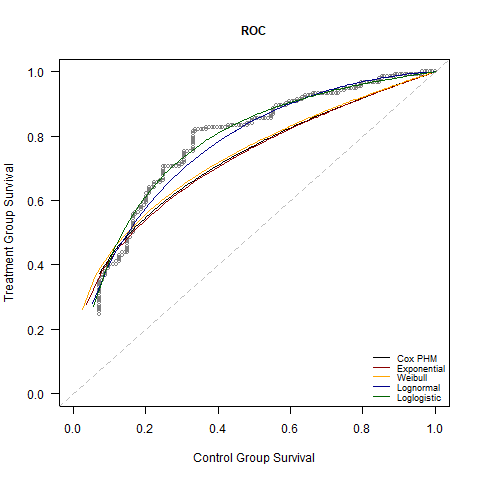 ROC
Treatment Group Survival
1.0
0.8
0.6
0.4
0.2
0.0
Cox PHM
Exponential
Weibull
Lognormal
Loglogistic
0.0 0.2 0.4 0.6 0.8 1.0
Control Group Survival